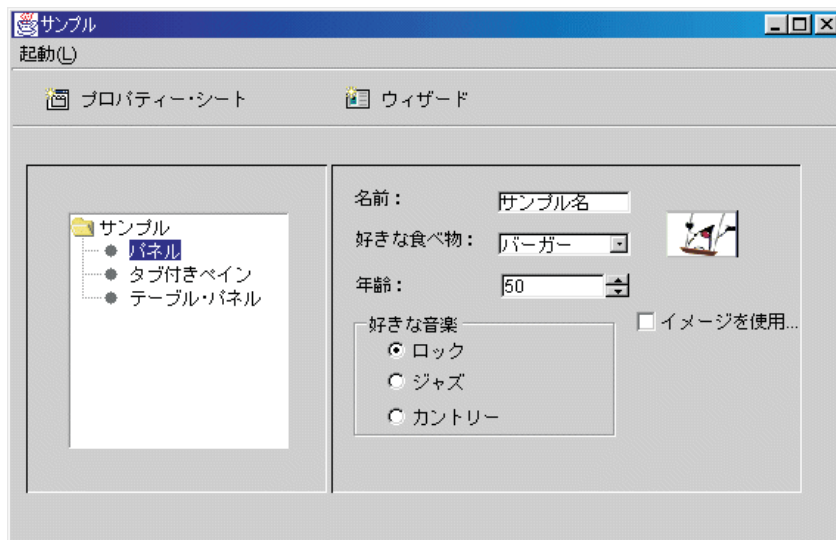 サンプル
起動(L)
プロパティー・シート ウィザード
サンプル
パネル
タブ付きペイン
テーブル・パネル
名前: サンプル名
好きな食べ物: バーガー
年齢: 50
イメージを使用...
好きな音楽
ロック
ジャズ
カントリー